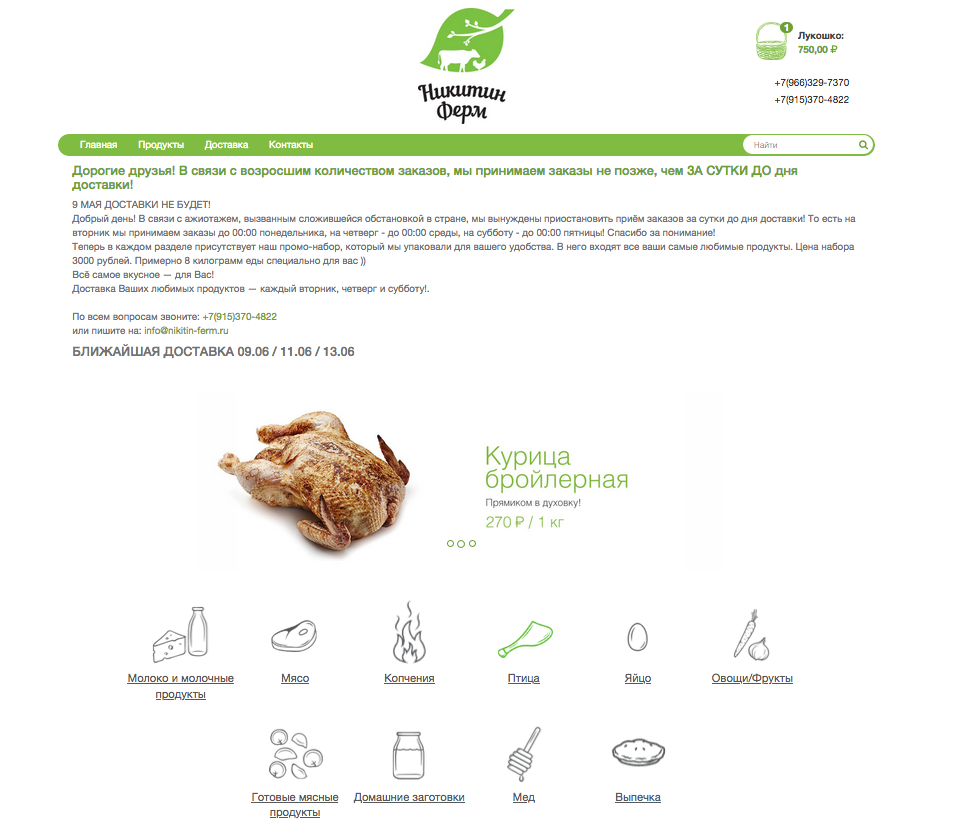 Никитин
Ферм
1
Лукошко:
750,00 ₽
+7(966)329-7370
+7(915)370-4822
Главная Продукты Доставка Контакты Найти
Дорогие друзья! В связи с возросшим количеством заказов, мы принимаем заказы не позже, чем ЗА СУТКИ ДО дня
доставки!
9 МАЯ ДОСТАВКИ НЕ БУДЕТ!
Добрый день! В связи с ажиотажем, вызванным сложившейся обстановкой в стране, мы вынуждены приостановить приём заказов за сутки до дня доставки! То есть на
вторник мы принимаем заказы до 00:00 понедельника, на четверг - до 00:00 среды, на субботу - до 00:00 пятницы! Спасибо за понимание!
Теперь в каждом разделе присутствует наш промо-набор, который мы упаковали для вашего удобства. В него входят все ваши самые любимые продукты. Цена набора
3000 рублей. Примерно 8 килограмм еды специально для вас ))
Всё самое вкусное — для Вас!
Доставка Ваших любимых продуктов — каждый вторник, четверг и субботу!.
По всем вопросам звоните: +7(915)370-4822
или пишите на: info@nikitin-ferm.ru
БЛИЖАЙШАЯ ДОСТАВКА 09.06 / 11.06 / 13.06
Курица
бройлерная
Прямиком в духовку!
270 ₽ / 1 кг
Молоко и молочные
продукты
Мясо
Копчения
Птица
Яйцо
Овощи/Фрукты
Готовые мясные
продукты
Домашние заготовки
Мед
Выпечка